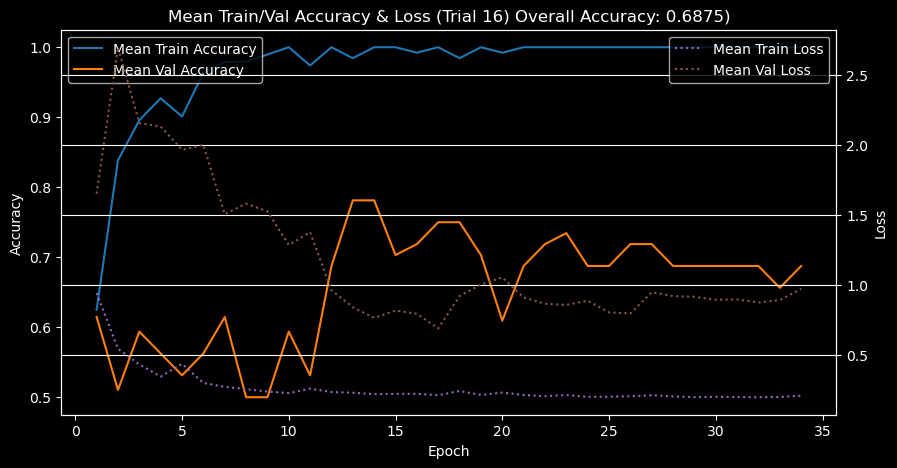 Mean Train/Val Accuracy & Loss (Trial 16) Overall Accuracy: 0.6875)
Mean Train Accuracy
Mean Val Accuracy
Mean Train Loss
Mean Val Loss
1.0
0.9
0.8
0.7
0.6
0.5
Accuracy
2.5
2.0
1.5
1.0
0.5
Loss
0 5 10 15 20 25 30 35
Epoch